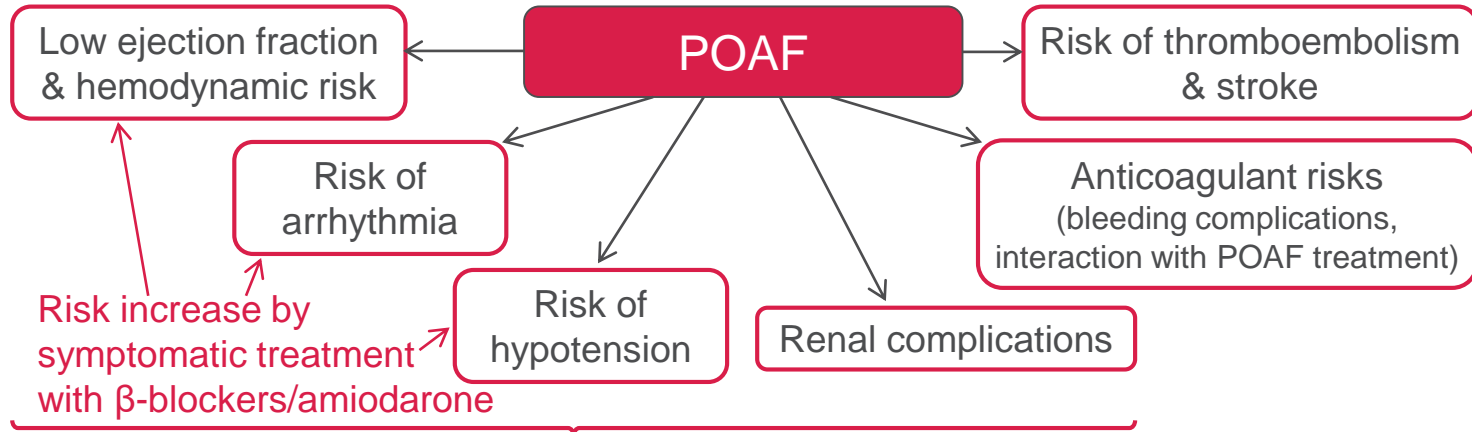 POAF
Low ejection fraction
& hemodynamic risk
Risk of thromboembolism
& stroke
Risk of
arrhythmia
Anticoagulant risks
(bleeding complications,
interaction with POAF treatment)
Risk of
hypotension
Renal complications
Risk increase by
symptomatic treatment
with β-blockers/amiodarone